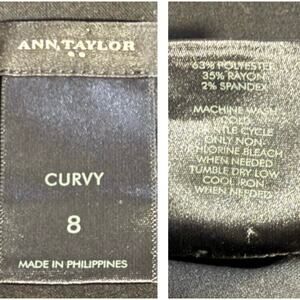 ANN TAYLOR
CURVY
8
MADE IN PHILIPPINES
63% POLYESTER
35% RAYON
2% SPANDEX
MACHINE WASH
COLD
GENTLE CYCLE
ONLY NON-
CHLORINE BLEACH
WHEN NEEDED
TUMBLE DRY LOW
COOL IRON
WHEN NEEDED